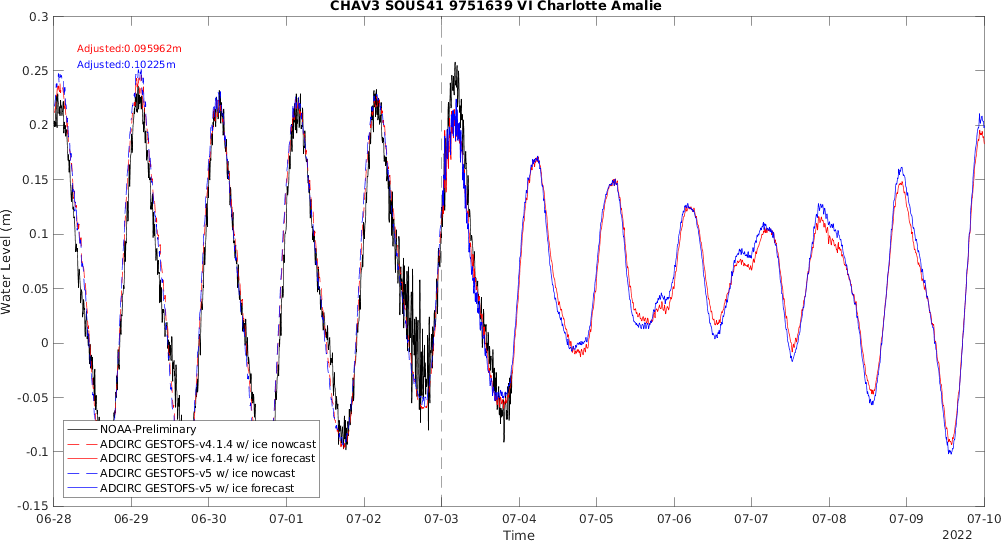 CHAV3 SOUS41 9751639 VI Charlotte Amalie
0.3
0.25
0.2
0.15
0.1
0.05
0
-0.05
-0.1
-0.15
Water Level (m)
Adjusted:0.095962m
Adjusted:0.10225m
NOAA-Preliminary
ADCIRC GESTOFS-v4.1.4 w/ ice nowcast
ADCIRC GESTOFS-v4.1.4 w/ ice forecast
ADCIRC GESTOFS-v5 w/ ice nowcast
ADCIRC GESTOFS-v5 w/ ice forecast
06-28 06-29 06-30 07-01 07-02 07-03 07-04 07-05 07-06 07-07 07-08 07-09 07-10
Time
2022